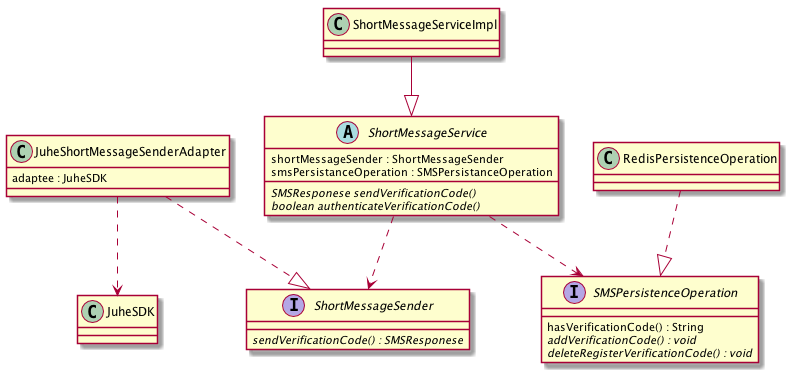 C ShortMessageServiceImpl
A ShortMessageService
shortMessageSender : ShortMessageSender
smsPersistanceOperation : SMSPersistanceOperation
SMSResponese sendVerificationCode()
boolean authenticateVerificationCode()
C JuheShortMessageSenderAdapter
adaptee : JuheSDK
C RedisPersistenceOperation
C JuheSDK
I ShortMessageSender
sendVerificationCode() : SMSResponese
I SMSPersistenceOperation
hasVerificationCode() : String
addVerificationCode() : void
deleteRegisterVerificationCode() : void